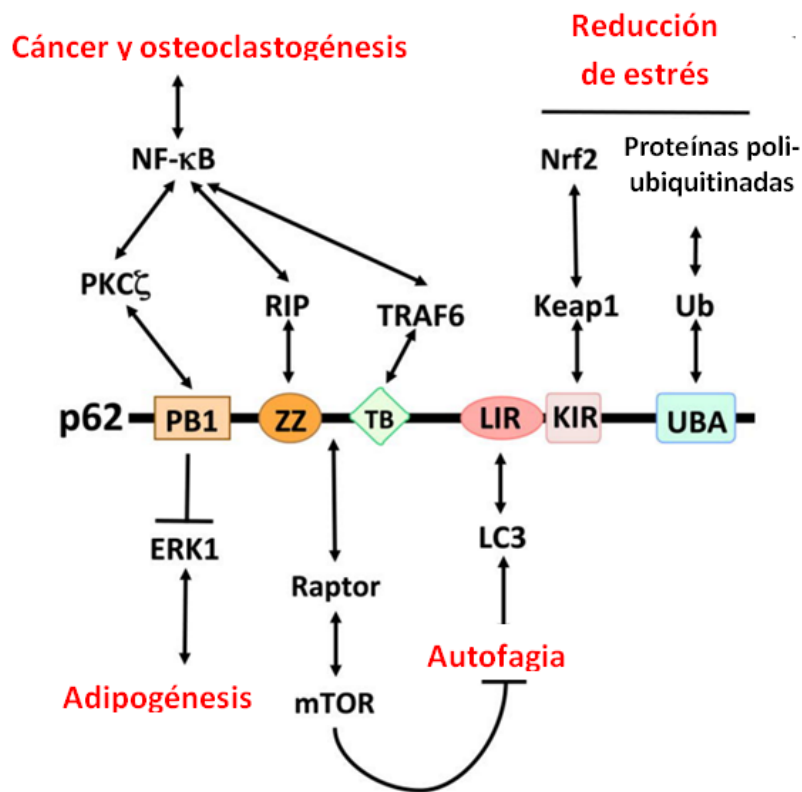 Cáncer y osteoclastogénesis
Reducción
de estrés
NF-κB
Nrf2
Proteínas poli-
ubiquitinadas
PKCζ
RIP
TRAF6
Keap1
Ub
p62
PB1
ZZ
TB
LIR
KIR
UBA
ERK1
LC3
Raptor
Autofagia
Adipogénesis
mTOR